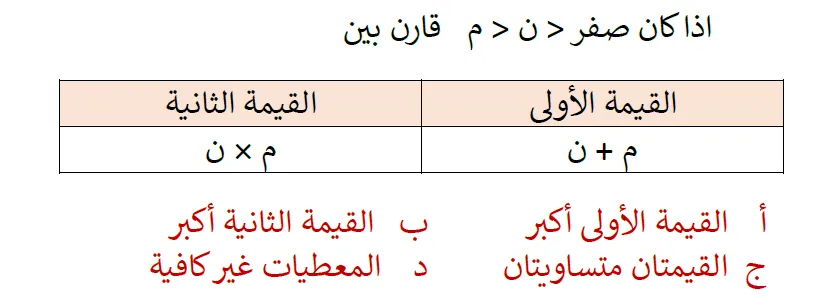 اذا كان صفر < ن < م قارن بين
القيمة الأولى القيمة الثانية
م + ن م × ن
أ القيمة الأولى أكبر ب القيمة الثانية أكبر
ج القيمتان متساويتان د المعطيات غير كافية